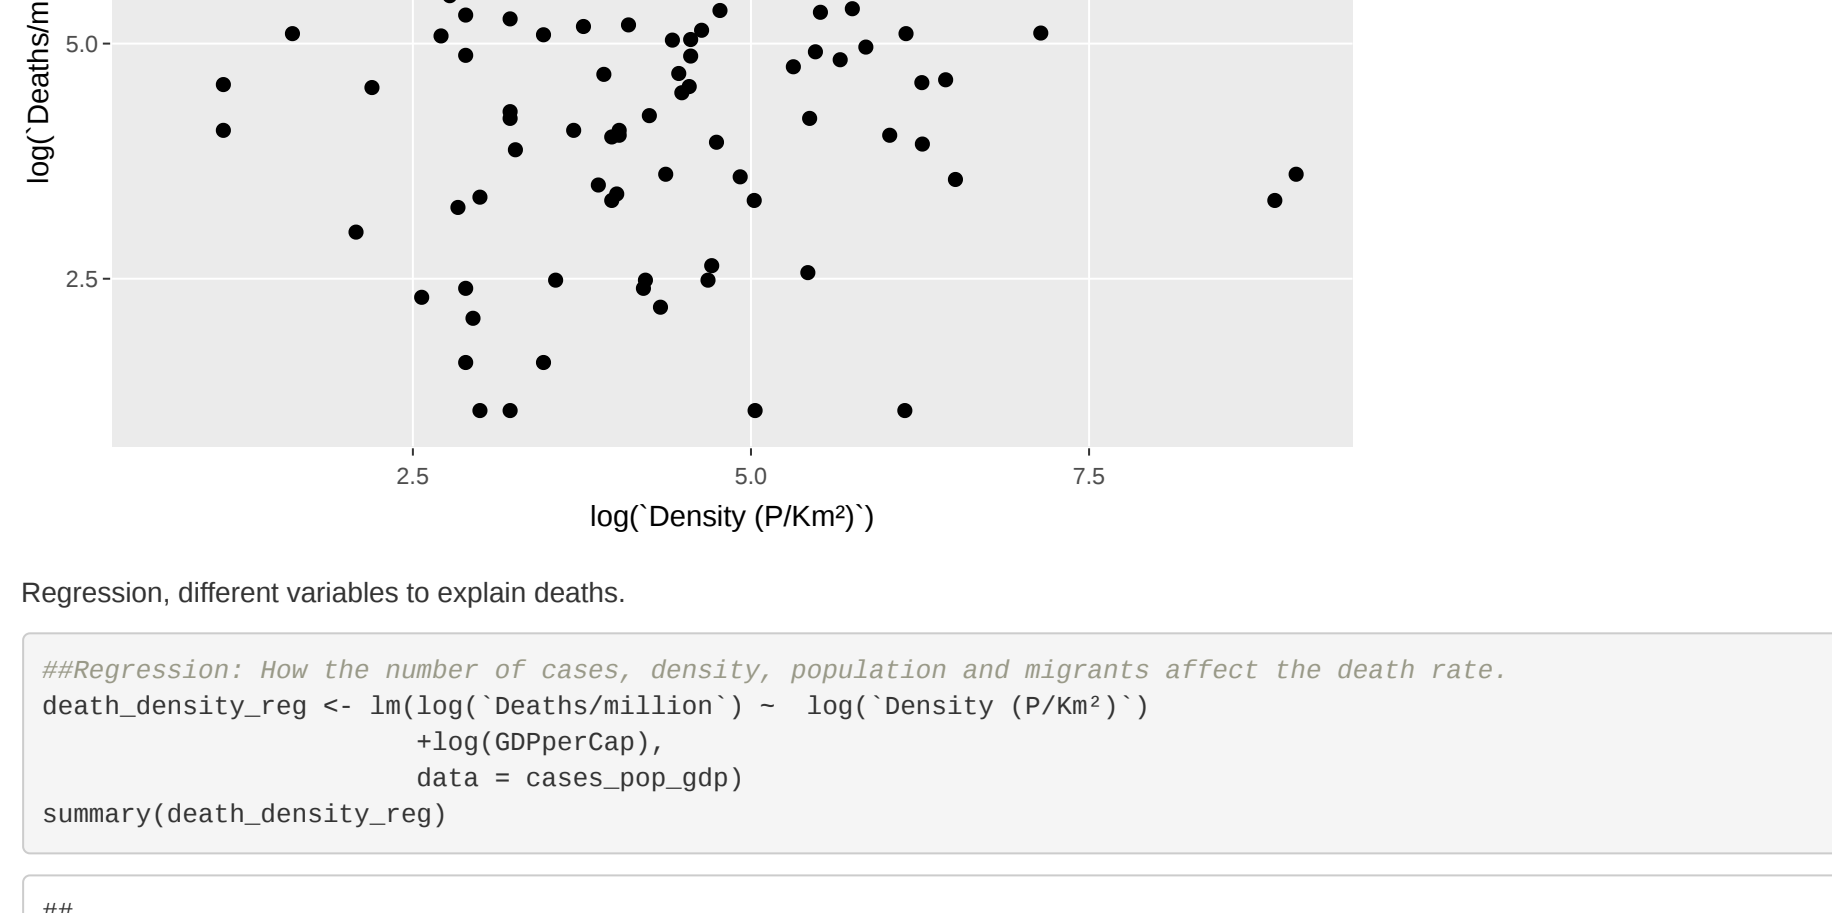 log(`Deaths/m
5.0
2.5
2.5 5.0 7.5
log(`Density (P/Km²)`)
Regression, different variables to explain deaths.
##Regression: How the number of cases, density, population and migrants affect the death rate.
death_density_reg <- lm(log(`Deaths/million`) ~  log(`Density (P/Km²)`)
+log(GDPperCap),
data = cases_pop_gdp)
summary(death_density_reg)
##